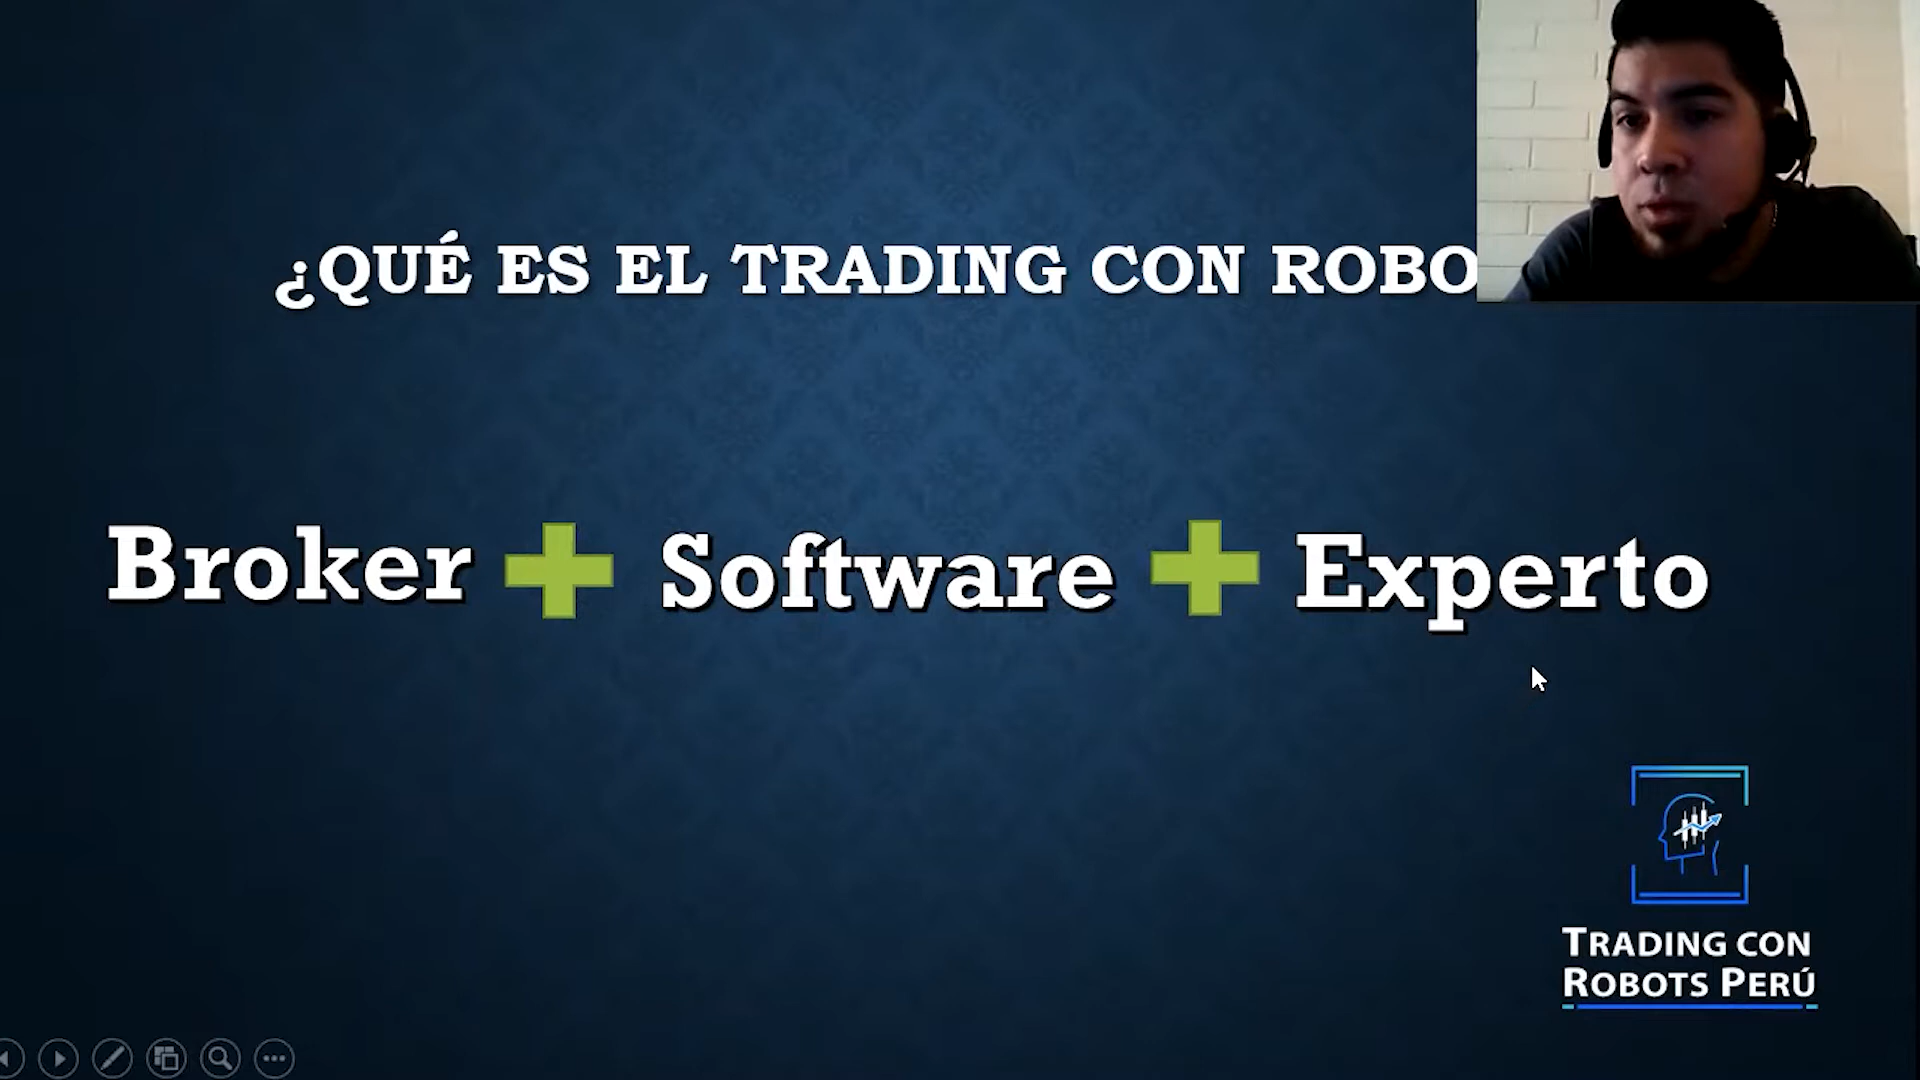 ¿QUÉ ES EL TRADING CON ROBO
Broker + Software + Experto
TRADING CON
ROBOTS PERÚ